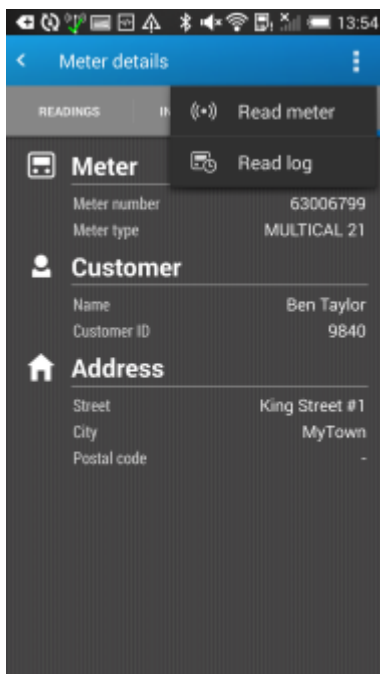 13:54
Meter details
READINGS
IN
Read meter
Read log
Meter
Meter number 63006799
Meter type MULTICAL 21
Customer
Name Ben Taylor
Customer ID 9840
Address
Street King Street #1
City MyTown
Postal code -